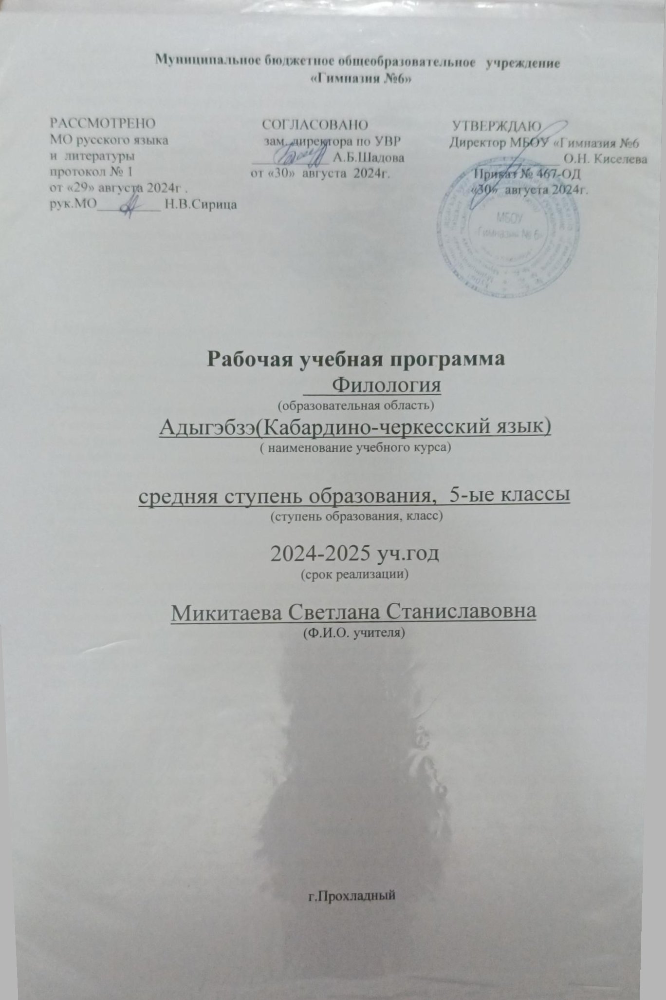 Муниципальное бюджетное общеобразовательное учреждение
«Гимназия №6»
РАССМОТРЕНО
МО русского языка
и литературы
протокол № 1
от «29» августа 2024г .
рук.МО__________ Н.В.Сирица
СОГЛАСОВАНО
зам. директора по УВР
____________ А.Б.Шадова
от «30» августа 2024г.
УТВЕРЖДАЮ
Директор МБОУ «Гимназия №6
_________ О.Н. Киселева
Приказ № 467-ОД
«30» августа 2024г.
МБОУ
Гимназия № 6
Рабочая учебная программа
Филология
(образовательная область)
Адыгэбзэ(Кабардино-черкесский язык)
( наименование учебного курса)
средняя ступень образования, 5-ые классы
(ступень образования, класс)
2024-2025 уч.год
(срок реализации)
Микитаева Светлана Станиславовна
(Ф.И.О. учителя)
г.Прохладный